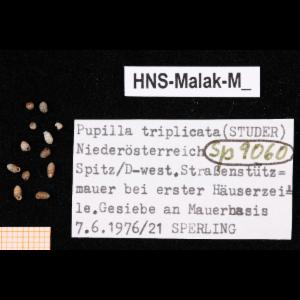 HNS-Malak-M_
Pupilla triplicata(STUDER)
Niederösterreich Sp 9060
Spitz/D-west.Straßenstütz=
mauer bei erster Häuserzei=
le.Gesiebe an Mauerbasis
7.6.1976/21 SPERLING